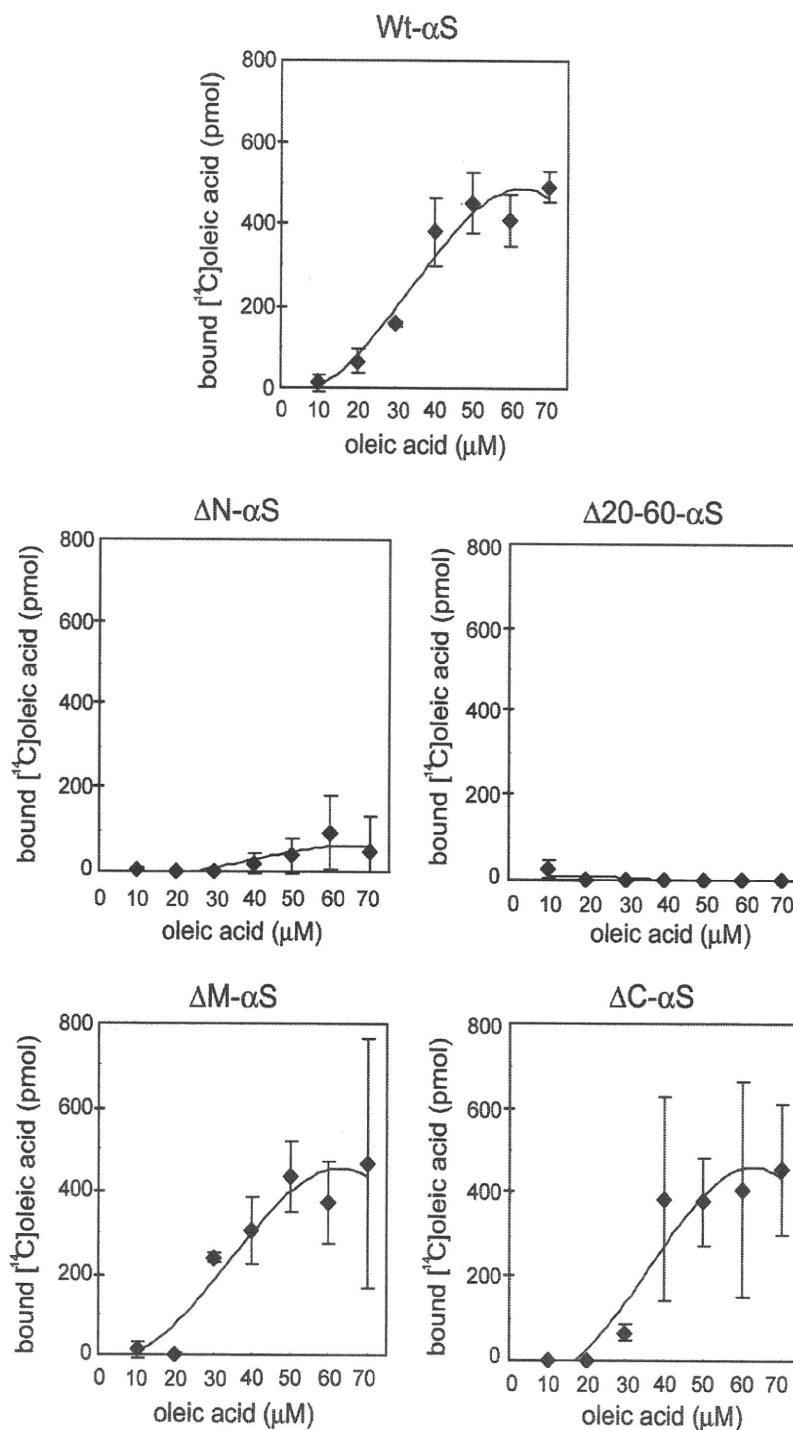 Wt-αS
800
600
400
200
0
0 10 20 30 40 50 60 70
oleic acid (μM)
bound [¹⁴C]oleic acid (pmol)
ΔN-αS
800
600
400
200
0
0 10 20 30 40 50 60 70
oleic acid (μM)
bound [¹⁴C]oleic acid (pmol)
Δ20-60-αS
800
600
400
200
0
0 10 20 30 40 50 60 70
oleic acid (μM)
bound [¹⁴C]oleic acid (pmol)
ΔM-αS
800
600
400
200
0
0 10 20 30 40 50 60 70
oleic acid (μM)
bound [¹⁴C]oleic acid (pmol)
ΔC-αS
800
600
400
200
0
0 10 20 30 40 50 60 70
oleic acid (μM)
bound [¹⁴C]oleic acid (pmol)